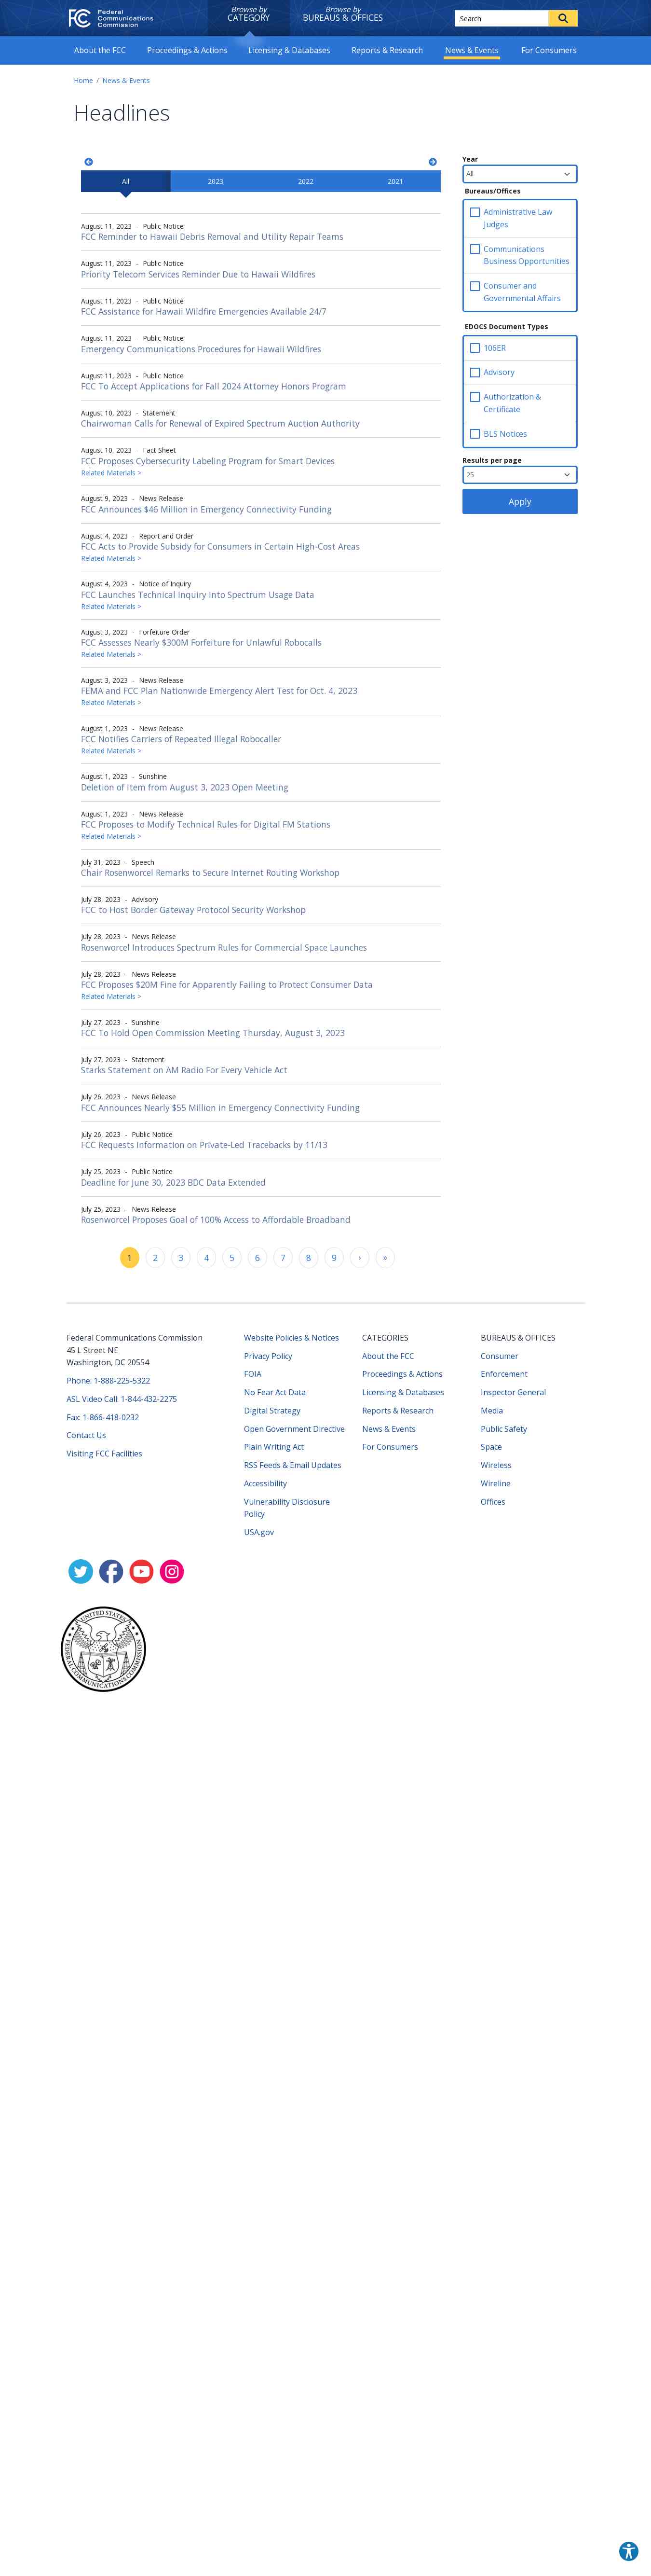 FCC Federal
Communications
Commission
Browse by
CATEGORY
Browse by
BUREAUS & OFFICES
Search
About the FCC
Proceedings & Actions
Licensing & Databases
Reports & Research
News & Events
For Consumers
Home / News & Events
Headlines
All
2023
2022
2021
August 11, 2023 - Public Notice
FCC Reminder to Hawaii Debris Removal and Utility Repair Teams
August 11, 2023 - Public Notice
Priority Telecom Services Reminder Due to Hawaii Wildfires
August 11, 2023 - Public Notice
FCC Assistance for Hawaii Wildfire Emergencies Available 24/7
August 11, 2023 - Public Notice
Emergency Communications Procedures for Hawaii Wildfires
August 11, 2023 - Public Notice
FCC To Accept Applications for Fall 2024 Attorney Honors Program
August 10, 2023 - Statement
Chairwoman Calls for Renewal of Expired Spectrum Auction Authority
August 10, 2023 - Fact Sheet
FCC Proposes Cybersecurity Labeling Program for Smart Devices
Related Materials >
August 9, 2023 - News Release
FCC Announces $46 Million in Emergency Connectivity Funding
August 4, 2023 - Report and Order
FCC Acts to Provide Subsidy for Consumers in Certain High-Cost Areas
Related Materials >
August 4, 2023 - Notice of Inquiry
FCC Launches Technical Inquiry Into Spectrum Usage Data
Related Materials >
August 3, 2023 - Forfeiture Order
FCC Assesses Nearly $300M Forfeiture for Unlawful Robocalls
Related Materials >
August 3, 2023 - News Release
FEMA and FCC Plan Nationwide Emergency Alert Test for Oct. 4, 2023
Related Materials >
August 1, 2023 - News Release
FCC Notifies Carriers of Repeated Illegal Robocaller
Related Materials >
August 1, 2023 - Sunshine
Deletion of Item from August 3, 2023 Open Meeting
August 1, 2023 - News Release
FCC Proposes to Modify Technical Rules for Digital FM Stations
Related Materials >
July 31, 2023 - Speech
Chair Rosenworcel Remarks to Secure Internet Routing Workshop
July 28, 2023 - Advisory
FCC to Host Border Gateway Protocol Security Workshop
July 28, 2023 - News Release
Rosenworcel Introduces Spectrum Rules for Commercial Space Launches
July 28, 2023 - News Release
FCC Proposes $20M Fine for Apparently Failing to Protect Consumer Data
Related Materials >
July 27, 2023 - Sunshine
FCC To Hold Open Commission Meeting Thursday, August 3, 2023
July 27, 2023 - Statement
Starks Statement on AM Radio For Every Vehicle Act
July 26, 2023 - News Release
FCC Announces Nearly $55 Million in Emergency Connectivity Funding
July 26, 2023 - Public Notice
FCC Requests Information on Private-Led Tracebacks by 11/13
July 25, 2023 - Public Notice
Deadline for June 30, 2023 BDC Data Extended
July 25, 2023 - News Release
Rosenworcel Proposes Goal of 100% Access to Affordable Broadband
1 2 3 4 5 6 7 8 9 › »
Year
All
Bureaus/Offices
Administrative Law
Judges
Communications
Business Opportunities
Consumer and
Governmental Affairs
EDOCS Document Types
106ER
Advisory
Authorization &
Certificate
BLS Notices
Results per page
25
Apply
Federal Communications Commission
45 L Street NE
Washington, DC 20554
Phone: 1-888-225-5322
ASL Video Call: 1-844-432-2275
Fax: 1-866-418-0232
Contact Us
Visiting FCC Facilities
Website Policies & Notices
Privacy Policy
FOIA
No Fear Act Data
Digital Strategy
Open Government Directive
Plain Writing Act
RSS Feeds & Email Updates
Accessibility
Vulnerability Disclosure
Policy
USA.gov
CATEGORIES
About the FCC
Proceedings & Actions
Licensing & Databases
Reports & Research
News & Events
For Consumers
BUREAUS & OFFICES
Consumer
Enforcement
Inspector General
Media
Public Safety
Space
Wireless
Wireline
Offices
UNITED STATES
FEDERAL COMMUNICATIONS COMMISSION